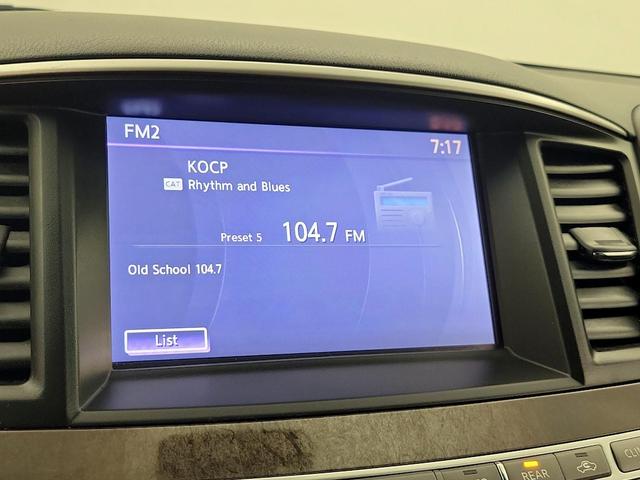 FM2
7:17
KOCP
CAT Rhythm and Blues
Preset 5 104.7 FM
Old School 104.7
List
REAR